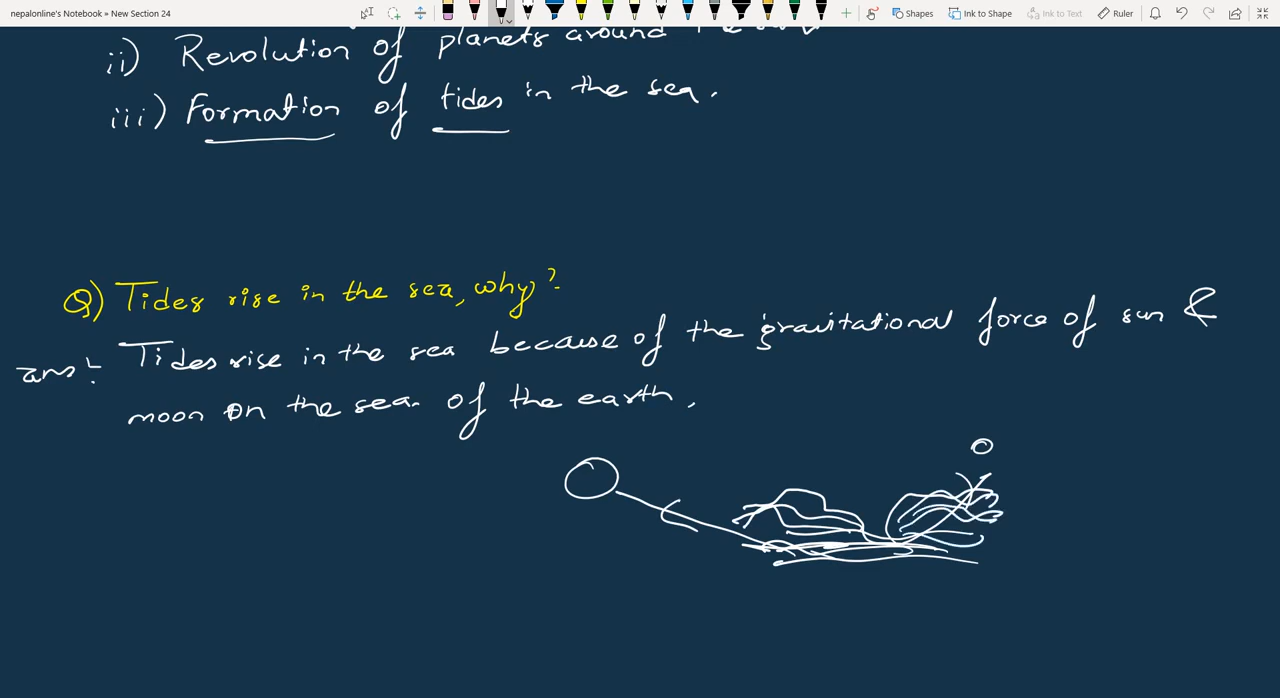 nepalonline's Notebook » New Section 24
Shapes Ink to Shape Ink to Text Ruler
ii) Revolution of planets around
iii) Formation of tides in the sea.
Q) Tides rise in the sea, why?
ans: Tides rise in the sea because of the gravitational force of sun &
moon on the sea of the earth.